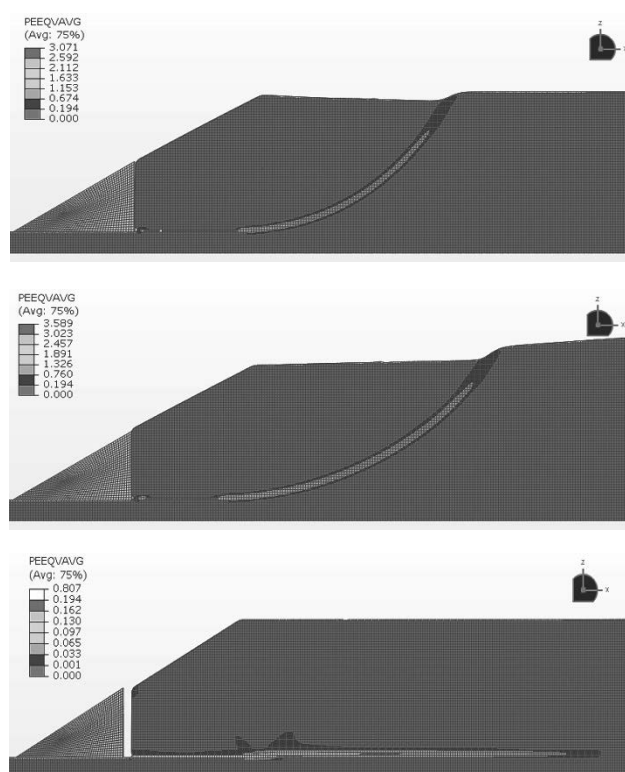 PEEQVAVG
(Avg: 75%)
3.071
2.592
2.112
1.633
1.153
0.674
0.194
0.000
z
x
PEEQVAVG
(Avg: 75%)
3.589
3.023
2.457
1.891
1.326
0.760
0.194
0.000
z
x
PEEQVAVG
(Avg: 75%)
0.807
0.194
0.162
0.130
0.097
0.065
0.033
0.001
0.000
z
x